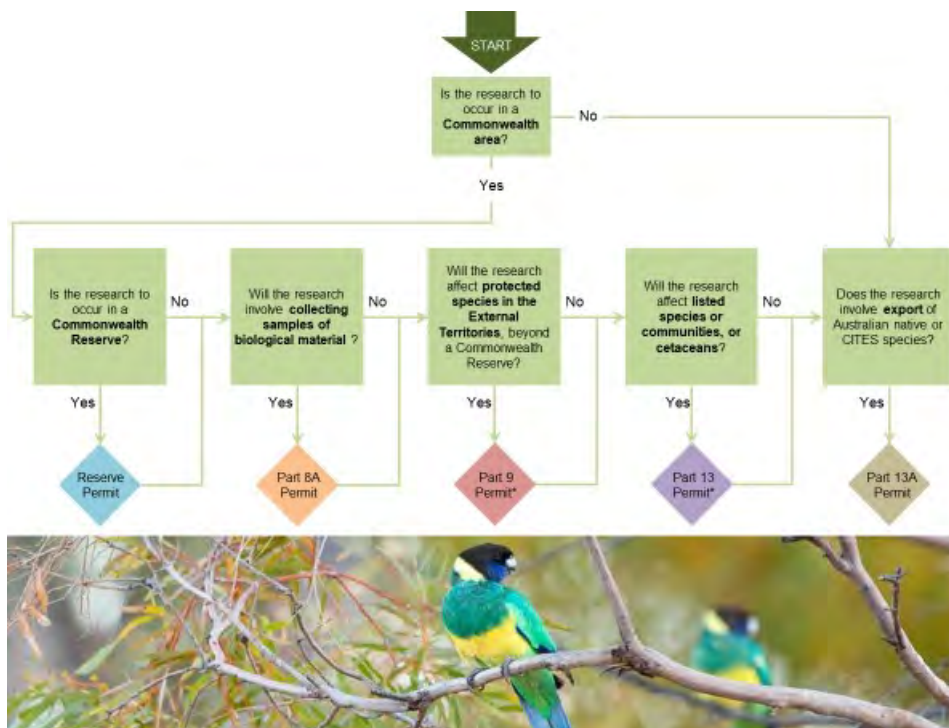 START
Is the research to
occur in a
Commonwealth
area?
No
Yes
Is the research to
occur in a
Commonwealth
Reserve?
No
Will the research
involve collecting
samples of
biological material ?
No
Will the research
affect protected
species in the
External
Territories, beyond
a Commonwealth
Reserve?
No
Will the research
affect listed
species or
communities, or
cetaceans?
No
Does the research
involve export of
Australian native or
CITES species?
Yes
Yes
Yes
Yes
Yes
Reserve
Permit
Part 8A
Permit
Part 9
Permit*
Part 13
Permit*
Part 13A
Permit